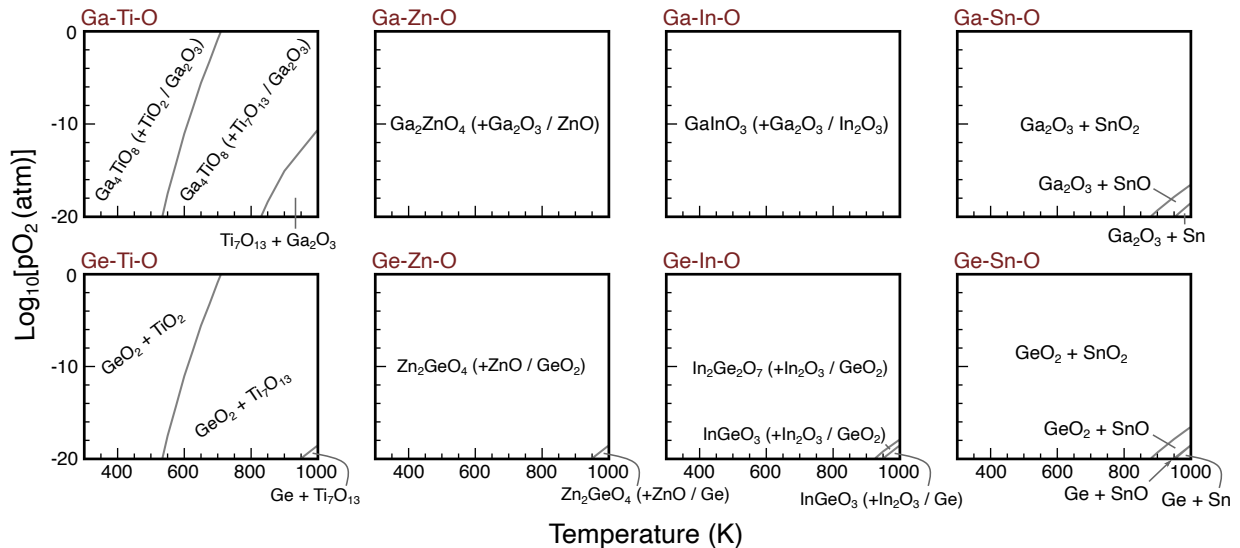 Ga-Ti-O
Ga-Zn-O
Ga-In-O
Ga-Sn-O
0
-10
-20
Ga₄TiO₈ (+TiO₂ / Ga₂O₃)
Ga₄TiO₈ (+Ti₇O₁₃ / Ga₂O₃)
Ti₇O₁₃ + Ga₂O₃
Ga₂ZnO₄ (+Ga₂O₃ / ZnO)
GaInO₃ (+Ga₂O₃ / In₂O₃)
Ga₂O₃ + SnO₂
Ga₂O₃ + SnO
Ga₂O₃ + Sn
Log₁₀[pO₂ (atm)]
Ge-Ti-O
Ge-Zn-O
Ge-In-O
Ge-Sn-O
0
-10
-20
GeO₂ + TiO₂
GeO₂ + Ti₇O₁₃
Zn₂GeO₄ (+ZnO / GeO₂)
In₂Ge₂O₇ (+In₂O₃ / GeO₂)
InGeO₃ (+In₂O₃ / GeO₂)
GeO₂ + SnO₂
GeO₂ + SnO
400 600 800 1000
400 600 800 1000
400 600 800 1000
400 600 800 1000
Ge + Ti₇O₁₃
Zn₂GeO₄ (+ZnO / Ge)
InGeO₃ (+In₂O₃ / Ge)
Ge + SnO
Ge + Sn
Temperature (K)